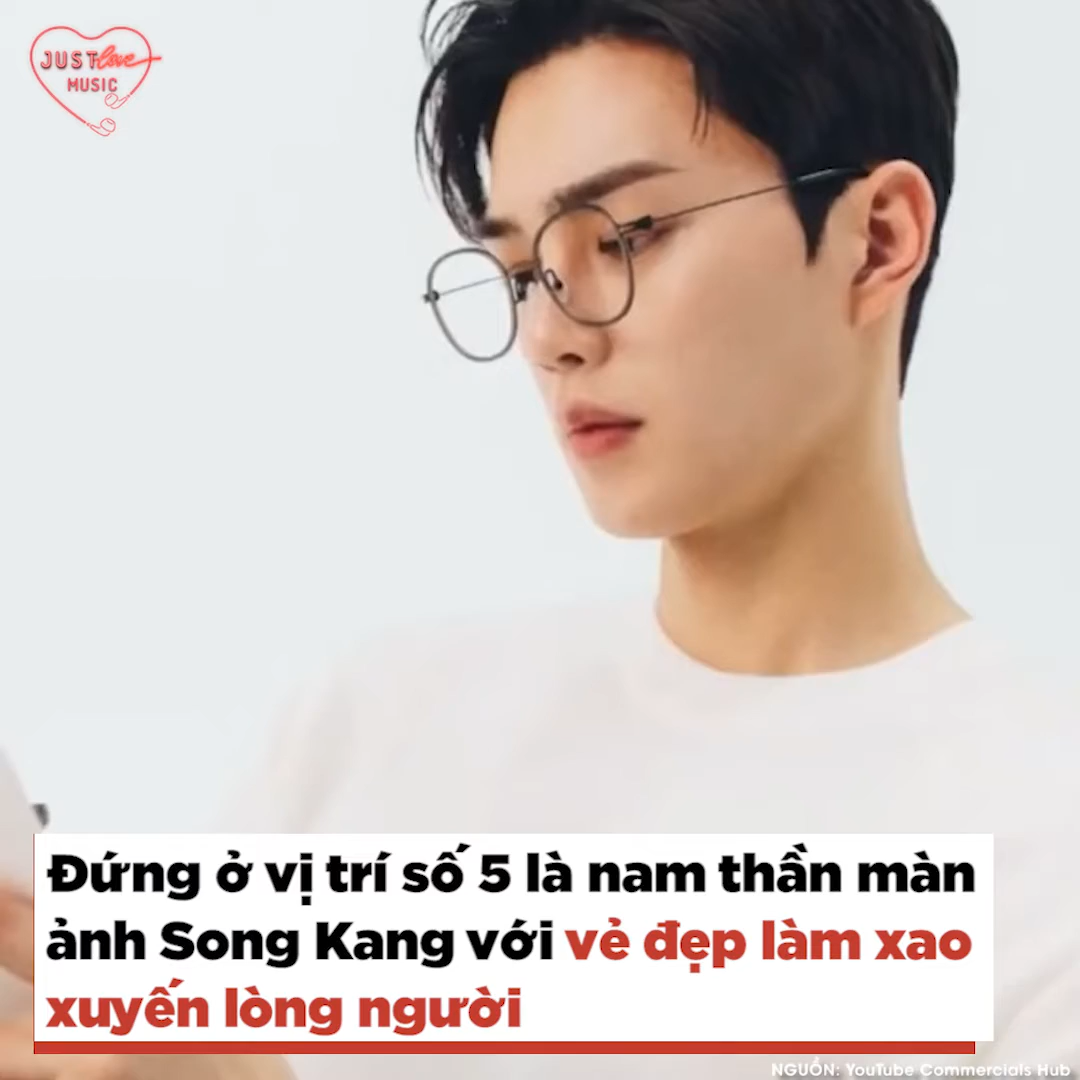 JUST love
MUSIC
Đứng ở vị trí số 5 là nam thần màn
ảnh Song Kang với vẻ đẹp làm xao
xuyến lòng người
NGUỒN: YouTube Commercials Hub